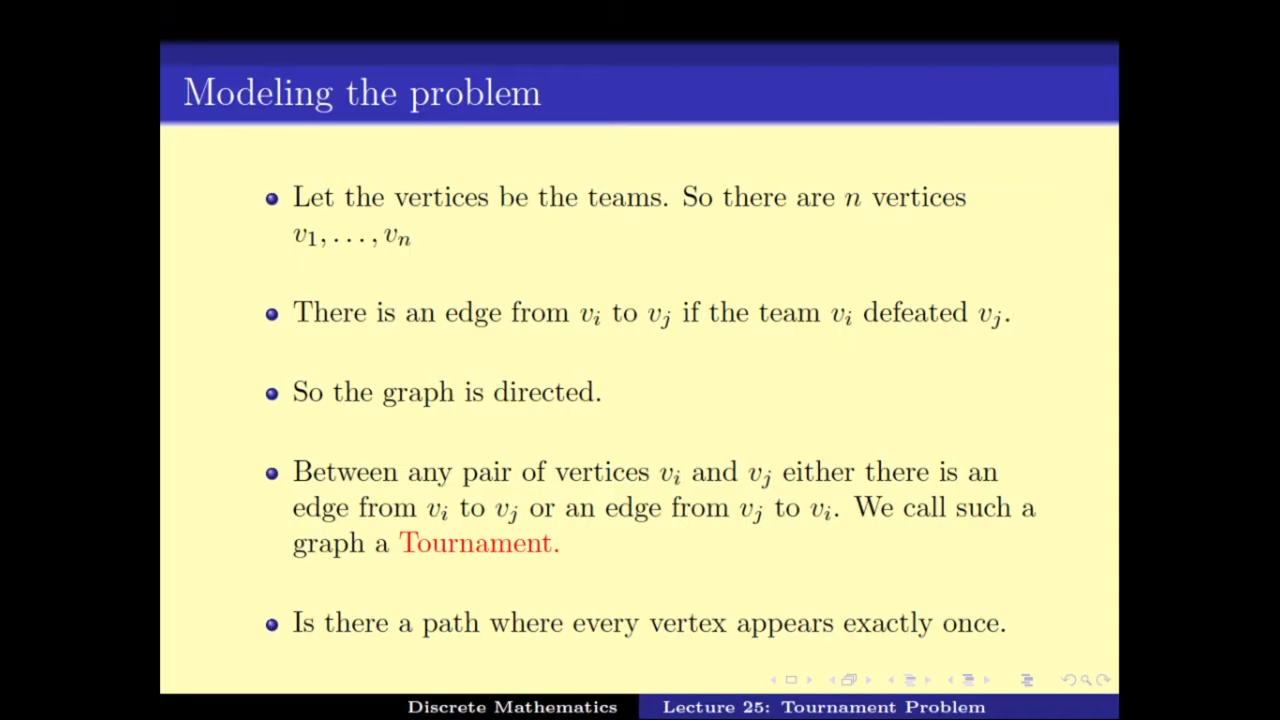 Modeling the problem
Let the vertices be the teams. So there are n vertices
v₁, . . . , vₙ
There is an edge from vᵢ to vⱼ if the team vᵢ defeated vⱼ.
So the graph is directed.
Between any pair of vertices vᵢ and vⱼ either there is an
edge from vᵢ to vⱼ or an edge from vⱼ to vᵢ. We call such a
graph a Tournament.
Is there a path where every vertex appears exactly once.
Discrete Mathematics
Lecture 25: Tournament Problem